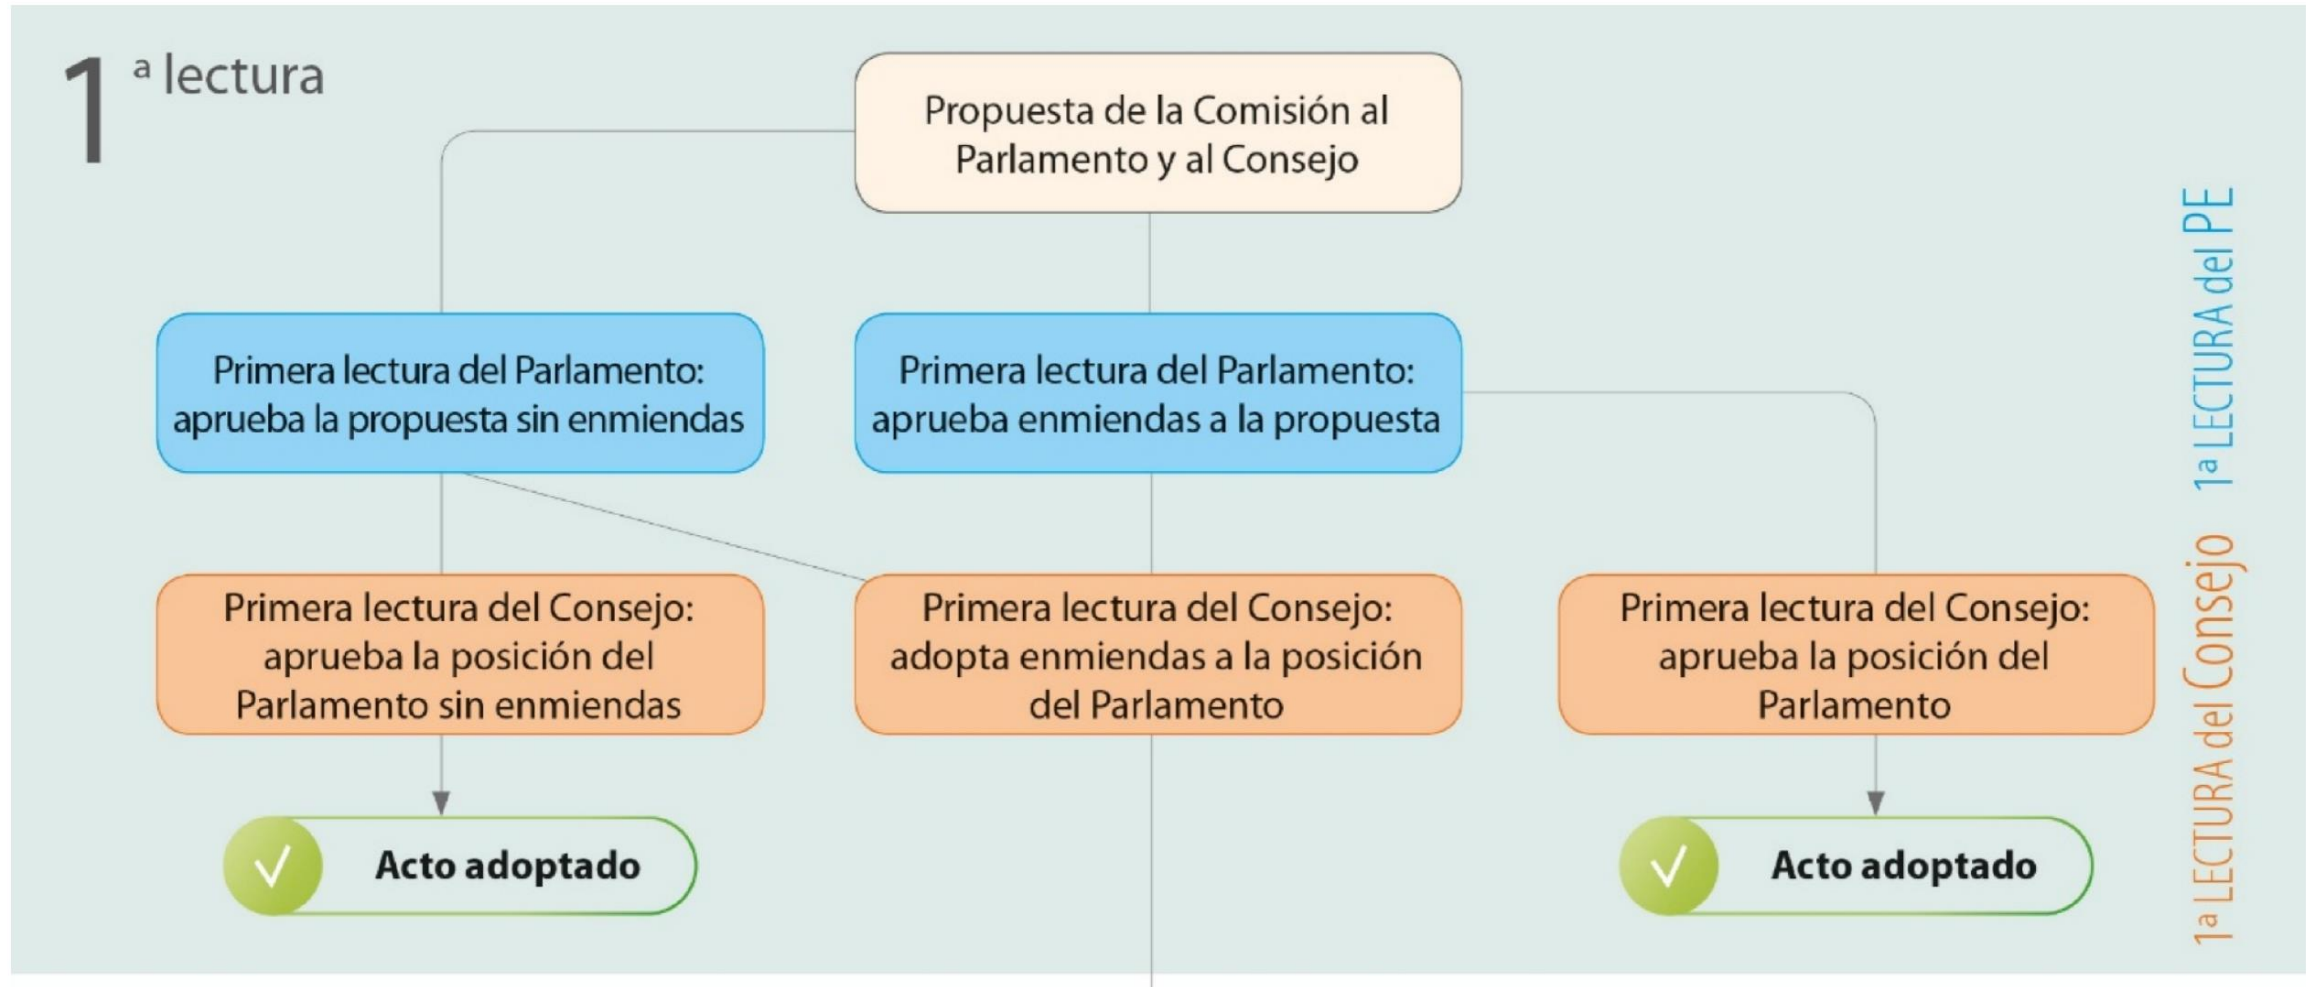 1ª lectura
Propuesta de la Comisión al
Parlamento y al Consejo
Primera lectura del Parlamento:
aprueba la propuesta sin enmiendas
Primera lectura del Parlamento:
aprueba enmiendas a la propuesta
1ª LECTURA del PE
Primera lectura del Consejo:
aprueba la posición del
Parlamento sin enmiendas
Primera lectura del Consejo:
adopta enmiendas a la posición
del Parlamento
Primera lectura del Consejo:
aprueba la posición del
Parlamento
1ª LECTURA del Consejo
Acto adoptado
Acto adoptado